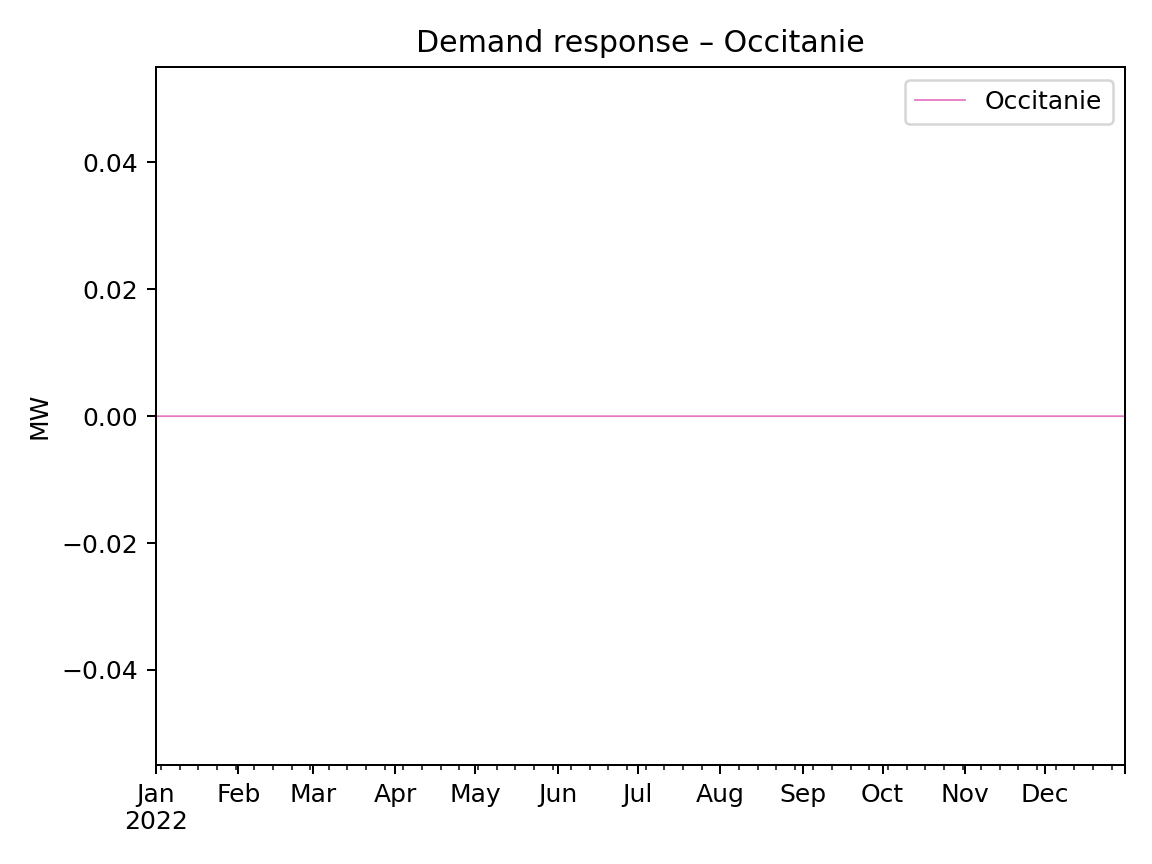 Demand response – Occitanie
Occitanie
0.04
0.02
0.00
−0.02
−0.04
MW
Jan Feb Mar Apr May Jun Jul Aug Sep Oct Nov Dec
2022